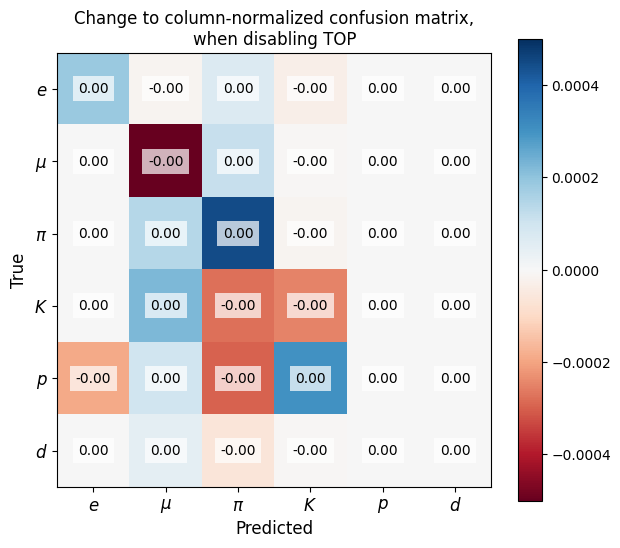 Change to column-normalized confusion matrix,
when disabling TOP
True
e 0.00 -0.00 0.00 -0.00 0.00 0.00
μ 0.00 -0.00 0.00 -0.00 0.00 0.00
π 0.00 0.00 0.00 -0.00 0.00 0.00
K 0.00 0.00 -0.00 -0.00 0.00 0.00
p -0.00 0.00 -0.00 0.00 0.00 0.00
d 0.00 0.00 -0.00 -0.00 0.00 0.00
e μ π K p d
Predicted
0.0004
0.0002
0.0000
−0.0002
−0.0004